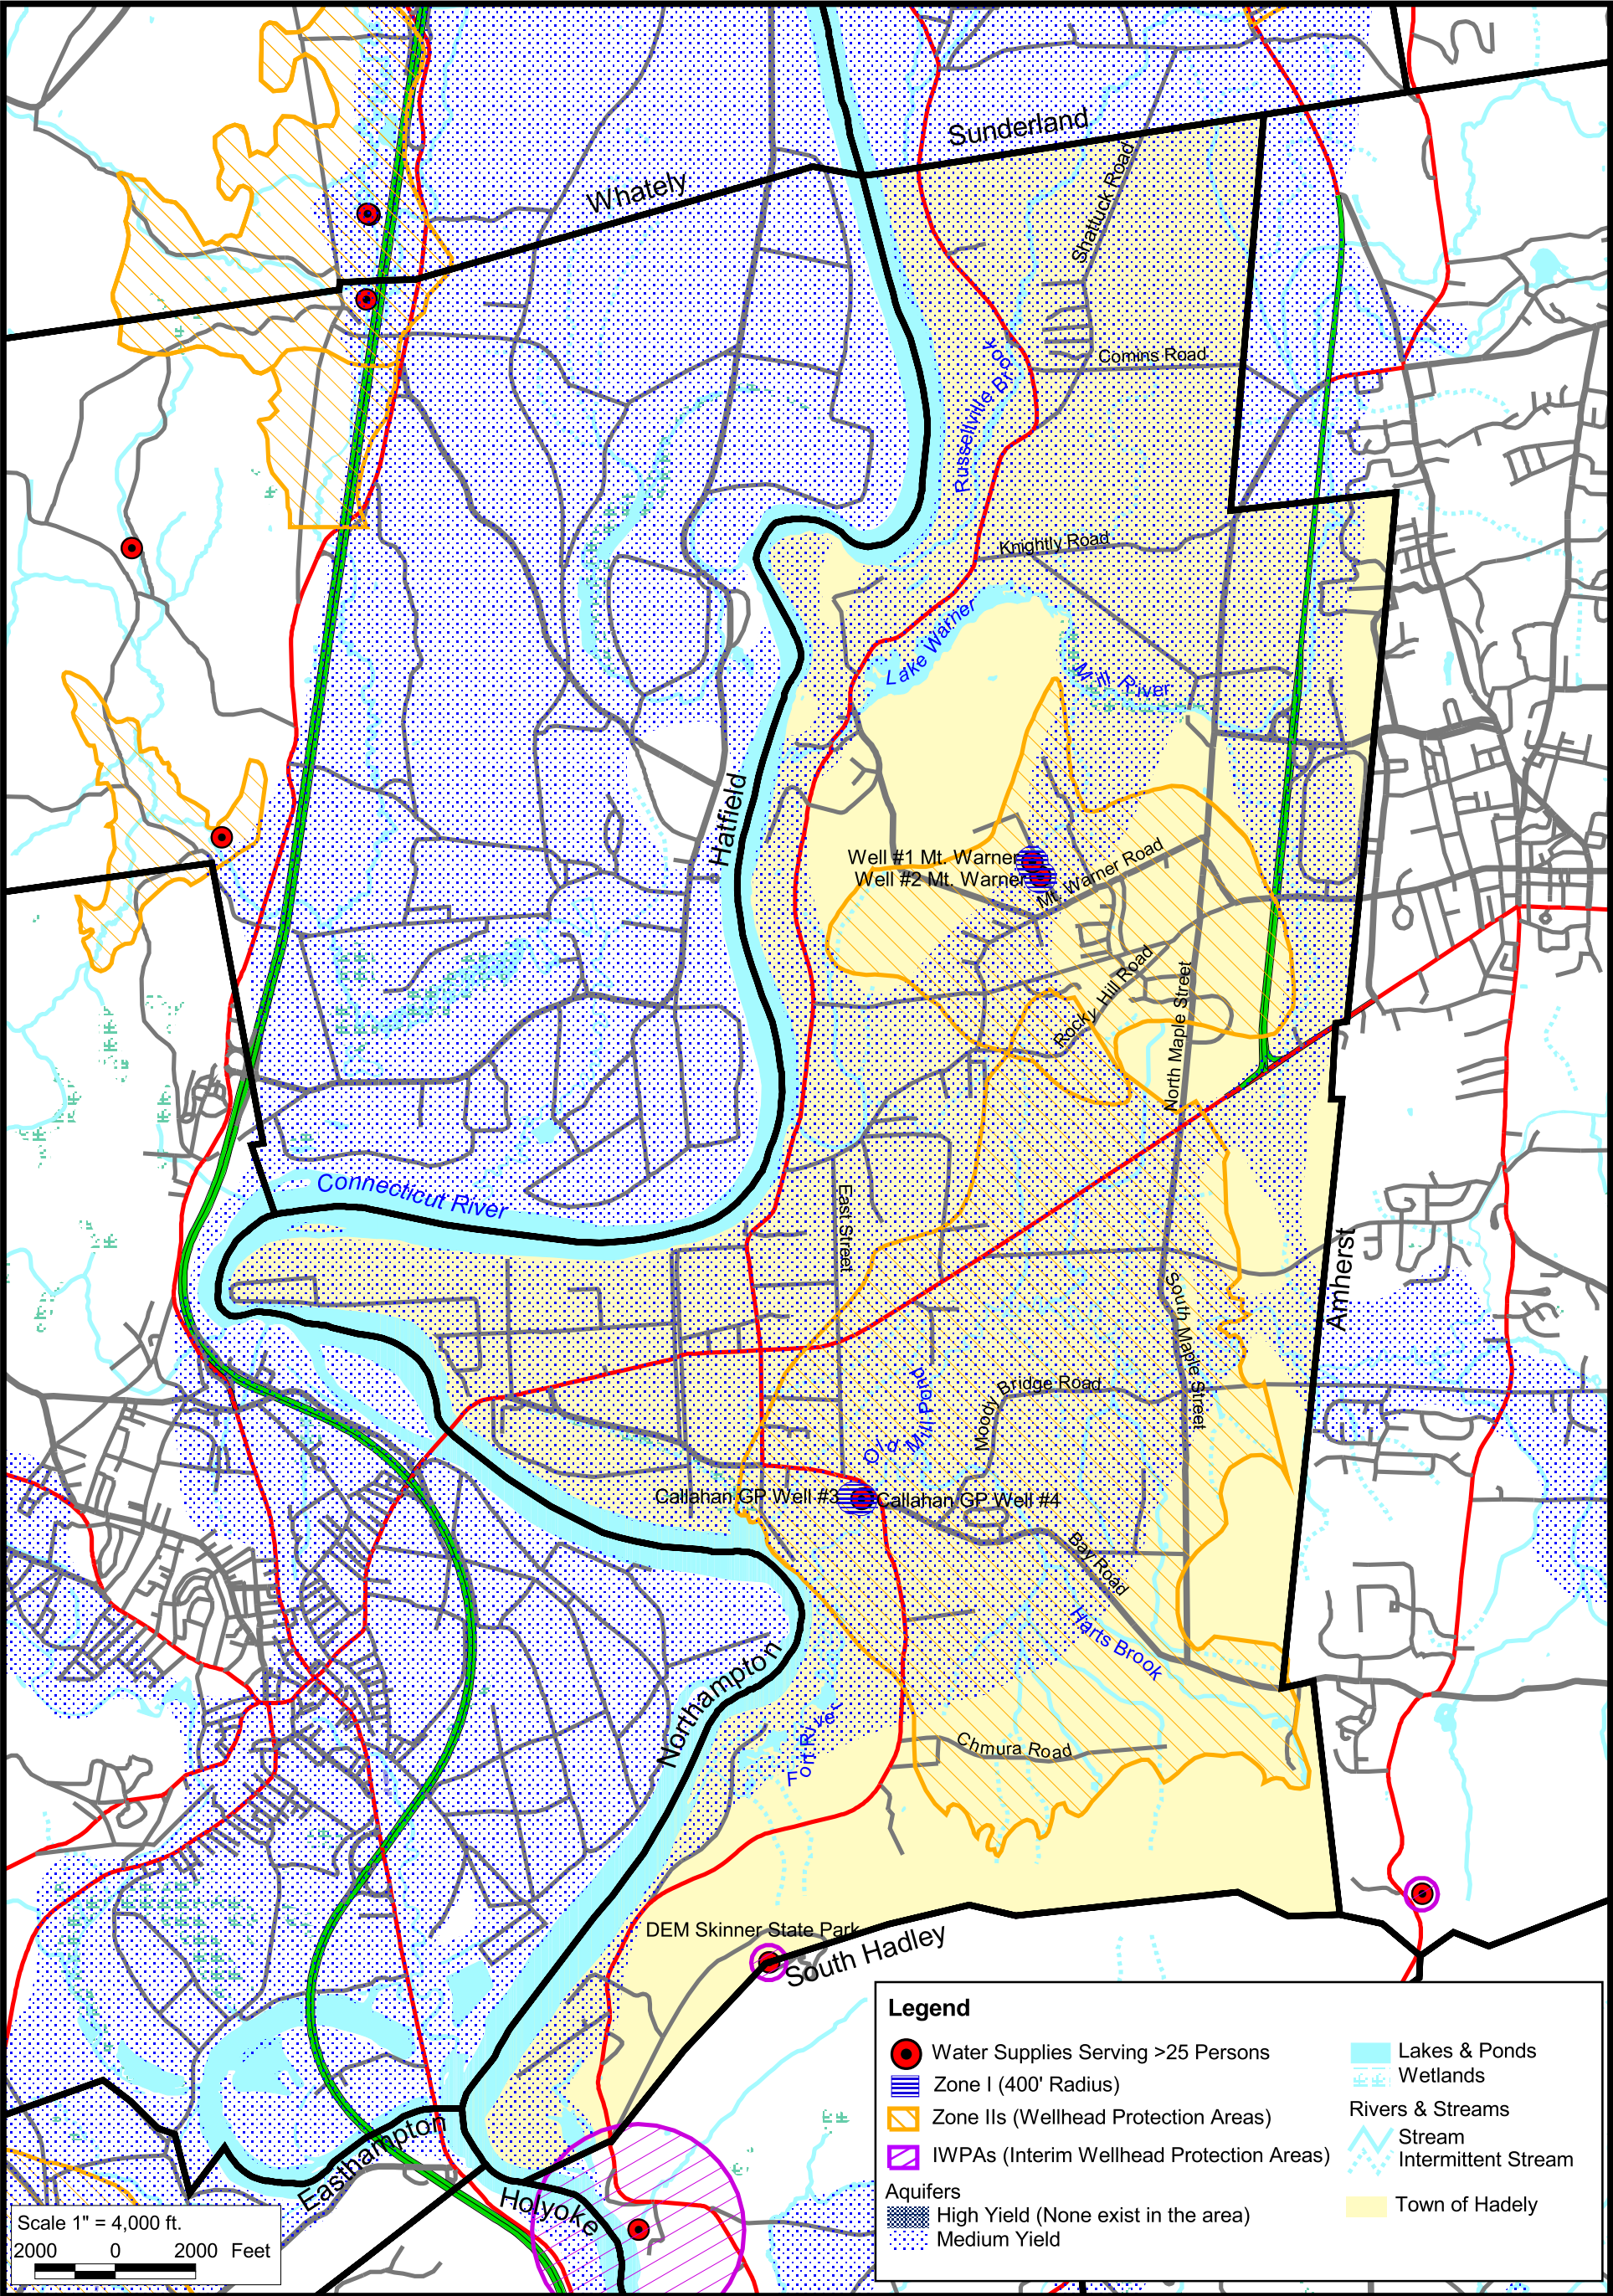 Sunderland
Whately
Shattuck Road
Comins Road
Russellville Brook
Knightly Road
Lake Warner
Mill River
Hatfield
Well #1 Mt. Warner
Well #2 Mt. Warner
Mt. Warner Road
Rocky Hill Road
North Maple Street
Connecticut River
East Street
Amherst
South Maple Street
Old Mill Pond
Moody Bridge Road
Callahan GP Well #3
Callahan GP Well #4
Bay Road
Harts Brook
Northampton
Fort River
Chmura Road
DEM Skinner State Park
South Hadley
Easthampton
Holyoke
Scale 1" = 4,000 ft.
2000 0 2000 Feet
Legend
Water Supplies Serving >25 Persons
Zone I (400' Radius)
Zone IIs (Wellhead Protection Areas)
IWPAs (Interim Wellhead Protection Areas)
Aquifers
High Yield (None exist in the area)
Medium Yield
Lakes & Ponds
Wetlands
Rivers & Streams
Stream
Intermittent Stream
Town of Hadely